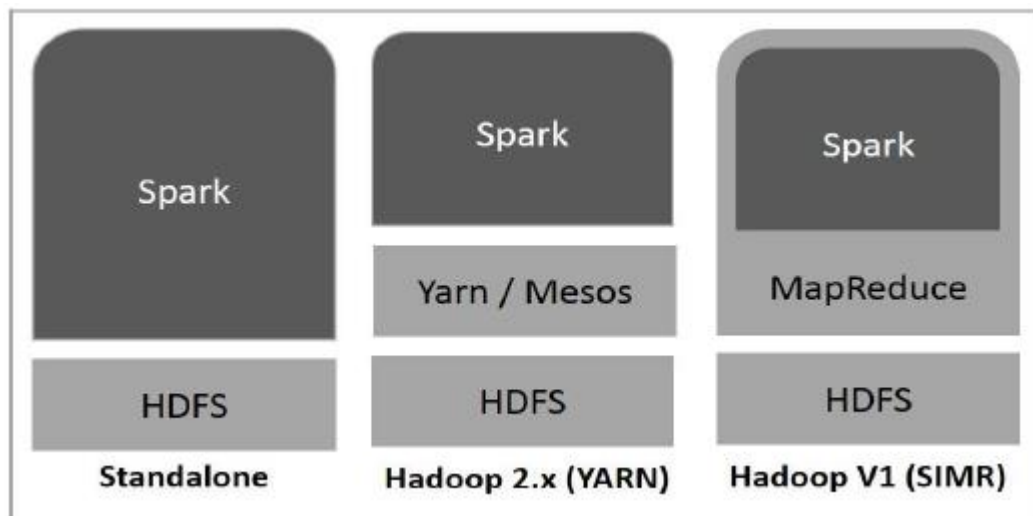 Spark
HDFS
Standalone
Spark
Yarn / Mesos
HDFS
Hadoop 2.x (YARN)
Spark
MapReduce
HDFS
Hadoop V1 (SIMR)